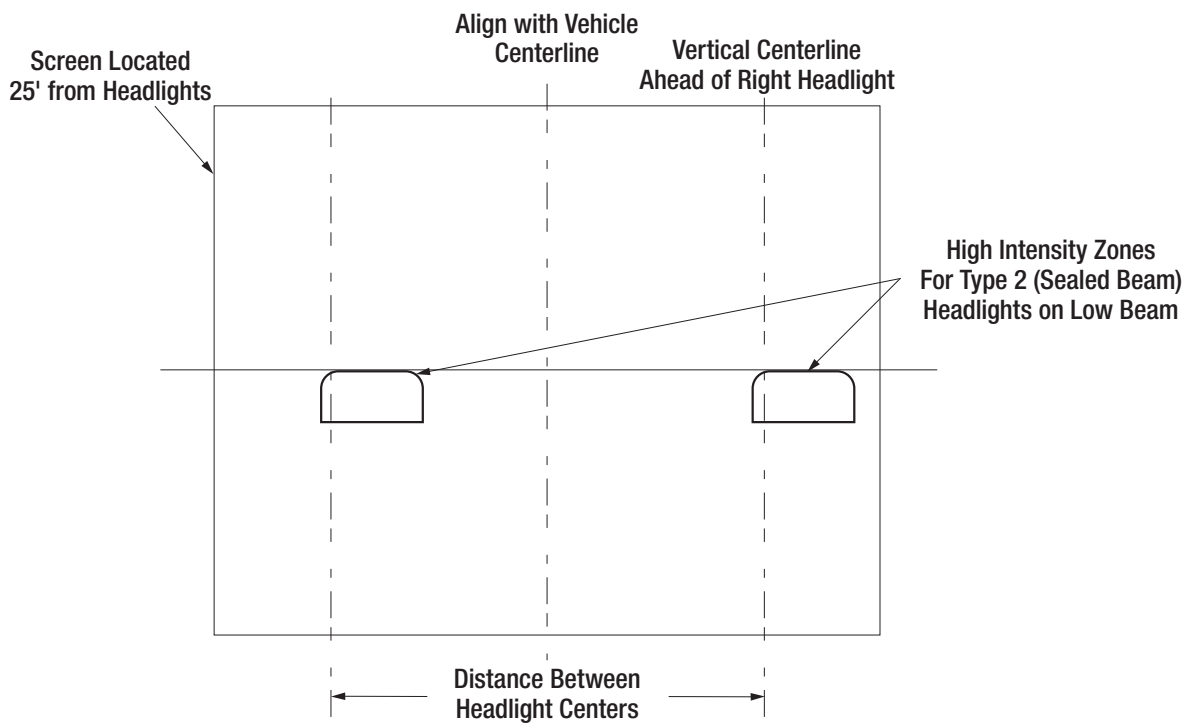 Align with Vehicle
Centerline
Screen Located
25' from Headlights
Vertical Centerline
Ahead of Right Headlight
High Intensity Zones
For Type 2 (Sealed Beam)
Headlights on Low Beam
Distance Between
Headlight Centers